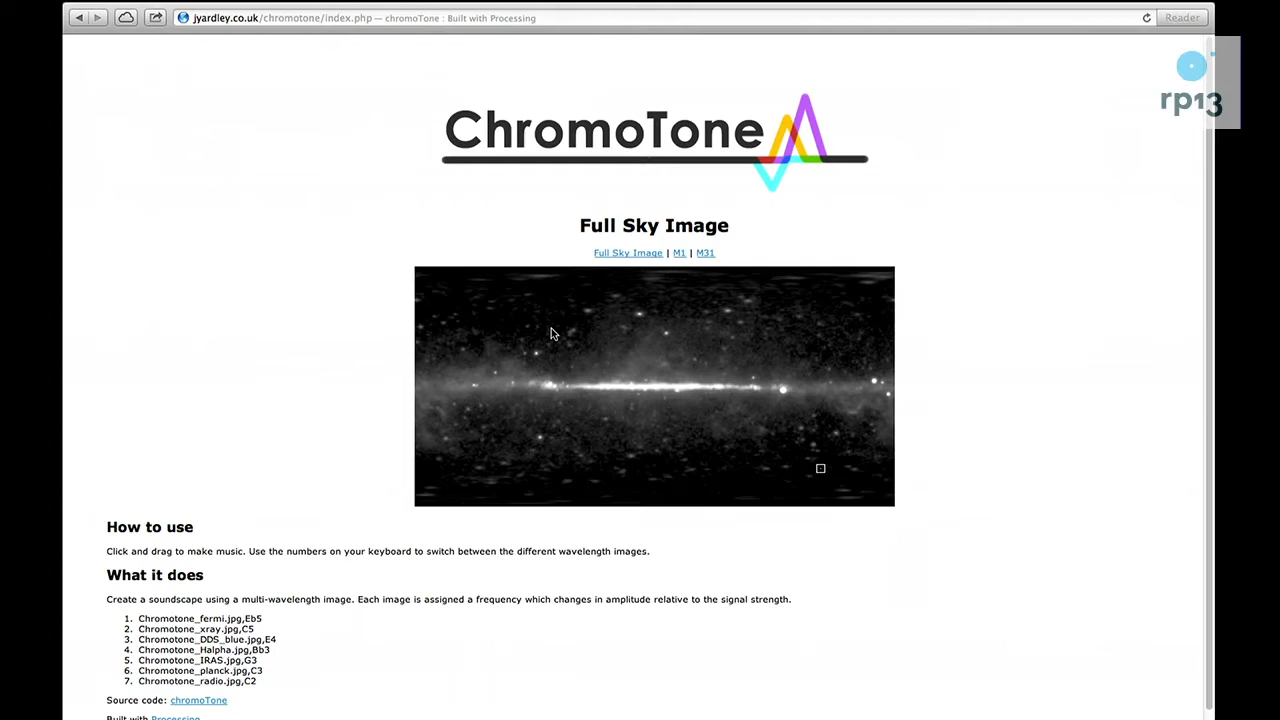 jyardley.co.uk/chromotone/index.php — chromoTone : Built with Processing
Reader
rp13
ChromoTone
Full Sky Image
Full Sky Image | M1 | M31
How to use
Click and drag to make music. Use the numbers on your keyboard to switch between the different wavelength images.
What it does
Create a soundscape using a multi-wavelength image. Each image is assigned a frequency which changes in amplitude relative to the signal strength.
1. Chromotone_fermi.jpg,Eb5
2. Chromotone_xray.jpg,C5
3. Chromotone_DDS_blue.jpg,E4
4. Chromotone_Halpha.jpg,Bb3
5. Chromotone_IRAS.jpg,G3
6. Chromotone_planck.jpg,C3
7. Chromotone_radio.jpg,C2
Source code: chromoTone
Built with Processing